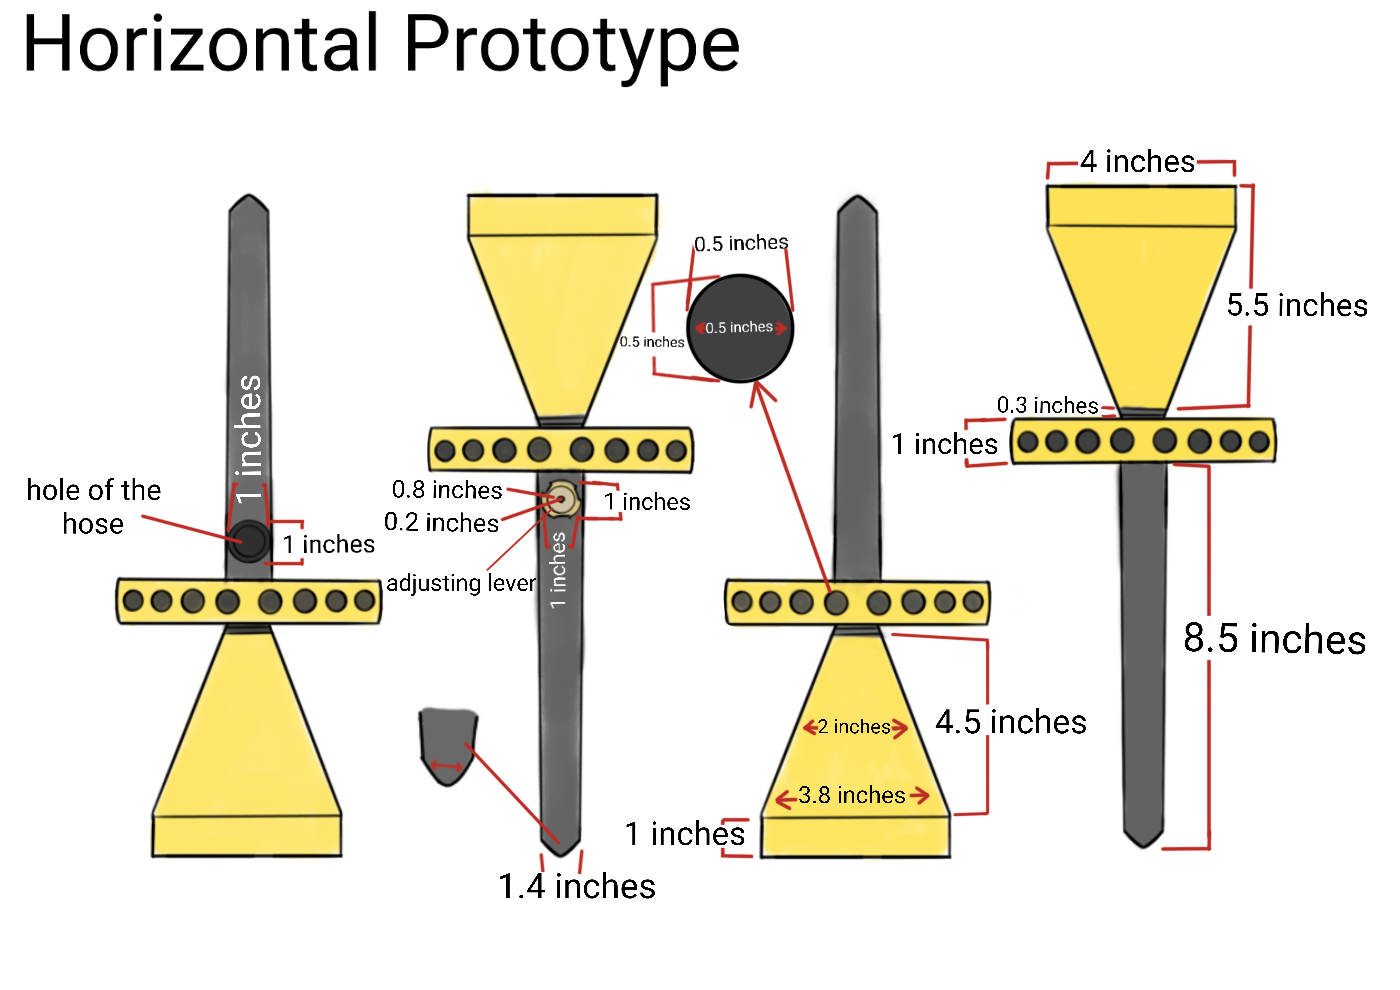 Horizontal Prototype
1 inches
hole of the
hose
1 inches
0.8 inches
0.2 inches
1 inches
adjusting lever
1 inches
1.4 inches
0.5 inches
0.5 inches
0.5 inches
2 inches
4.5 inches
3.8 inches
1 inches
4 inches
5.5 inches
0.3 inches
1 inches
8.5 inches